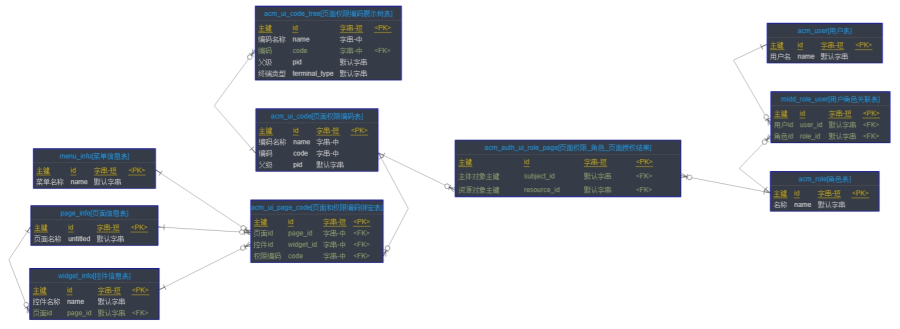 acm_ui_code_tree[页面权限编码展示树表]
主键 id 字串-短 <PK>
编码名称 name 字串-中
编码 code 字串-中 <FK>
父级 pid 默认字串
终端类型 terminal_type 默认字串
acm_ui_code[页面权限编码表]
主键 id 字串-短 <PK>
编码名称 name 字串-中
编码 code 字串-中
父级 pid 默认字串
menu_info[菜单信息表]
主键 id 字串-短 <PK>
菜单名称 name 默认字串
page_info[页面信息表]
主键 id 字串-短 <PK>
页面名称 untitled 默认字串
widget_info[控件信息表]
主键 id 字串-短 <PK>
控件名称 name 默认字串
页面id page_id 默认字串 <FK>
acm_ui_page_code[页面和权限编码绑定表]
主键 id 字串-短 <PK>
页面id page_id 字串-中 <FK>
控件id widget_id 字串-中 <FK>
权限编码 code 字串-中 <FK>
acm_auth_ui_role_page[页面权限_角色_页面授权结果]
主键 id 字串-短 <PK>
主体对象主键 subject_id 默认字串 <FK>
资源对象主键 resource_id 默认字串 <FK>
acm_user[用户表]
主键 id 字串-短 <PK>
用户名 name 默认字串
midd_role_user[用户角色关联表]
主键 id 字串-短 <PK>
用户id user_id 默认字串 <FK>
角色id role_id 默认字串 <FK>
acm_role[角色表]
主键 id 字串-短 <PK>
名称 name 默认字串